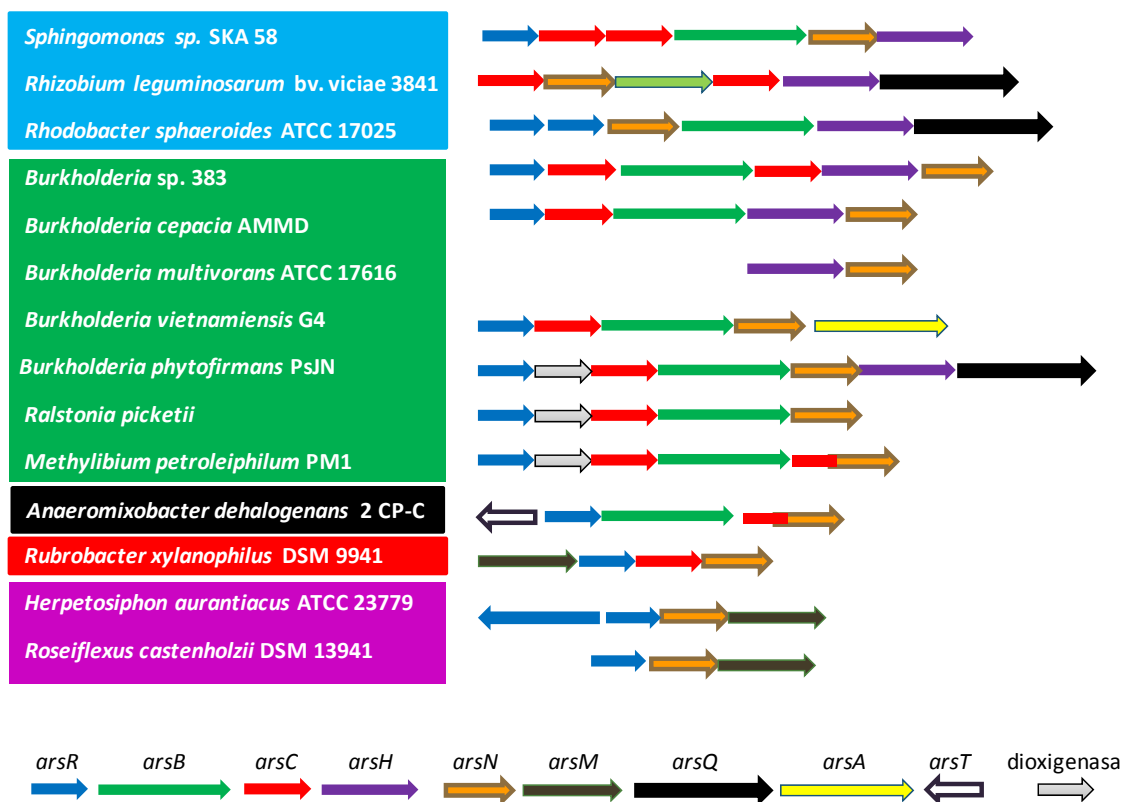 Sphingomonas sp. SKA 58
Rhizobium leguminosarum bv. viciae 3841
Rhodobacter sphaeroides ATCC 17025
Burkholderia sp. 383
Burkholderia cepacia AMMD
Burkholderia multivorans ATCC 17616
Burkholderia vietnamiensis G4
Burkholderia phytofirmans PsJN
Ralstonia picketii
Methylibium petroleiphilum PM1
Anaeromixobacter dehalogenans 2 CP-C
Rubrobacter xylanophilus DSM 9941
Herpetosiphon aurantiacus ATCC 23779
Roseiflexus castenholzii DSM 13941
arsR arsB arsC arsH arsN arsM arsQ arsA arsT dioxigenasa